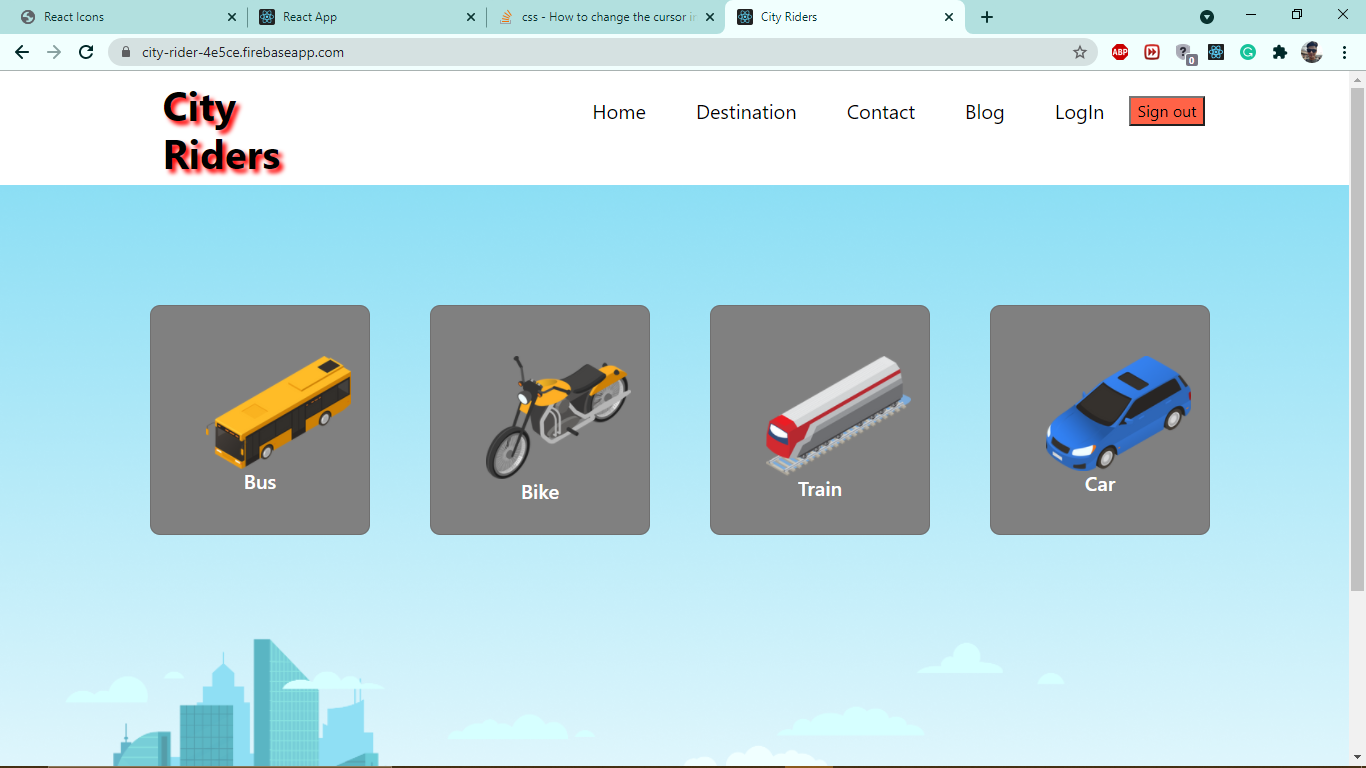 React Icons
React App
css - How to change the cursor in
City Riders
city-rider-4e5ce.firebaseapp.com
ABP
?
0
G
City
Riders
Home
Destination
Contact
Blog
LogIn
Sign out
Bus
Bike
Train
Car